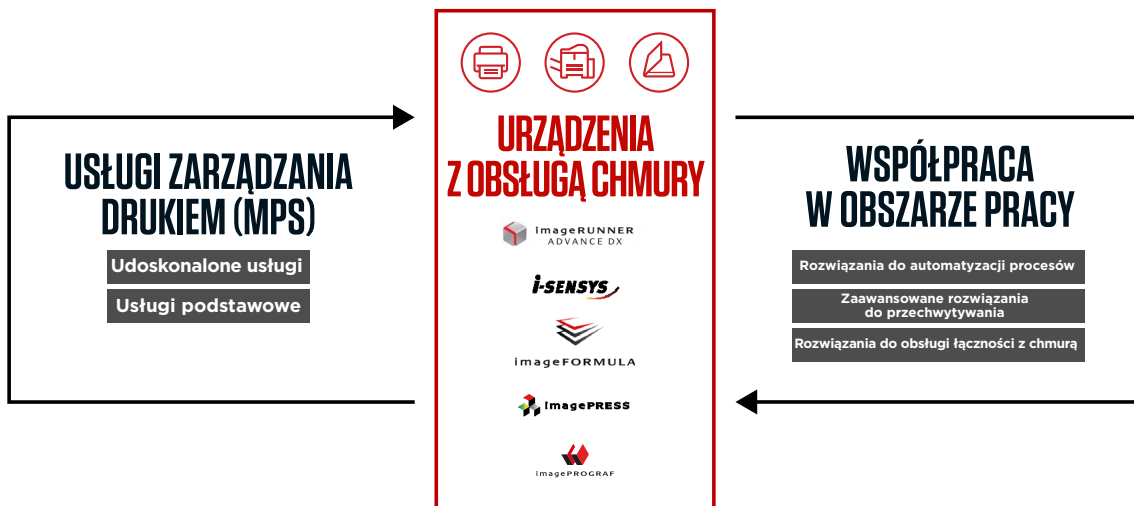 USŁUGI ZARZĄDZANIA
DRUKIEM (MPS)
Udoskonalone usługi
Usługi podstawowe
URZĄDZENIA
Z OBSŁUGĄ CHMURY
imageRUNNER
ADVANCE DX
i-SENSYS
imageFORMULA
imagePRESS
imagePROGRAF
WSPÓŁPRACA
W OBSZARZE PRACY
Rozwiązania do automatyzacji procesów
Zaawansowane rozwiązania
do przechwytywania
Rozwiązania do obsługi łączności z chmurą